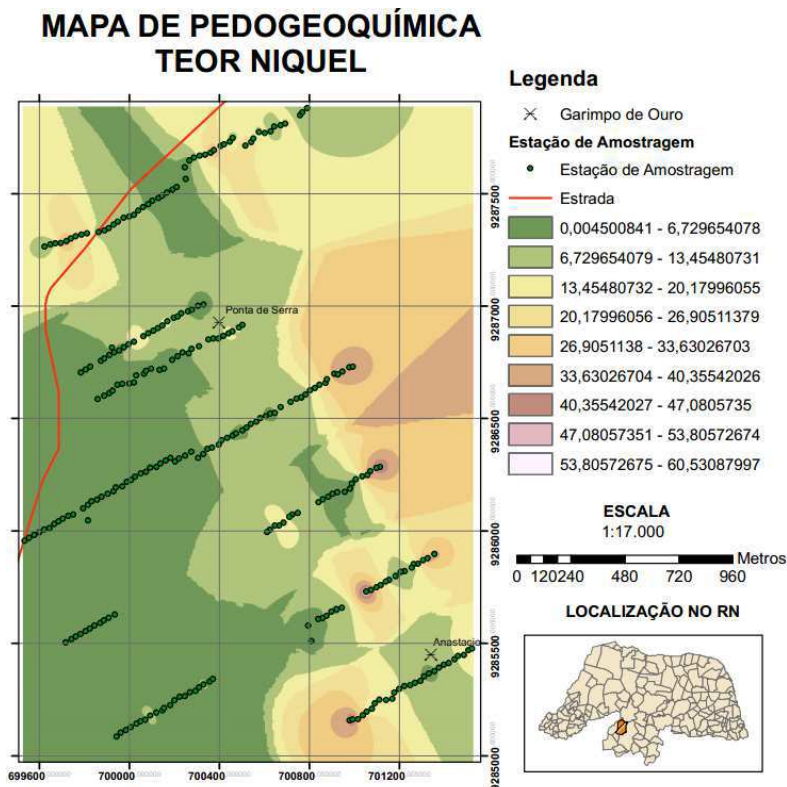 MAPA DE PEDOGEOQUÍMICA
TEOR NIQUEL
Legenda
Garimpo de Ouro
Estação de Amostragem
Estação de Amostragem
Estrada
0,004500841 - 6,729654078
6,729654079 - 13,45480731
13,45480732 - 20,17996055
20,17996056 - 26,90511379
26,9051138 - 33,63026703
33,63026704 - 40,35542026
40,35542027 - 47,0805735
47,08057351 - 53,80572674
53,80572675 - 60,53087997
ESCALA
1:17.000
Metros
0 120240 480 720 960
LOCALIZAÇÃO NO RN
Ponta de Serra
Anastacio
9287500
9287000
9286500
9286000
9285500
9285000
699600 700000 700400 700800 701200